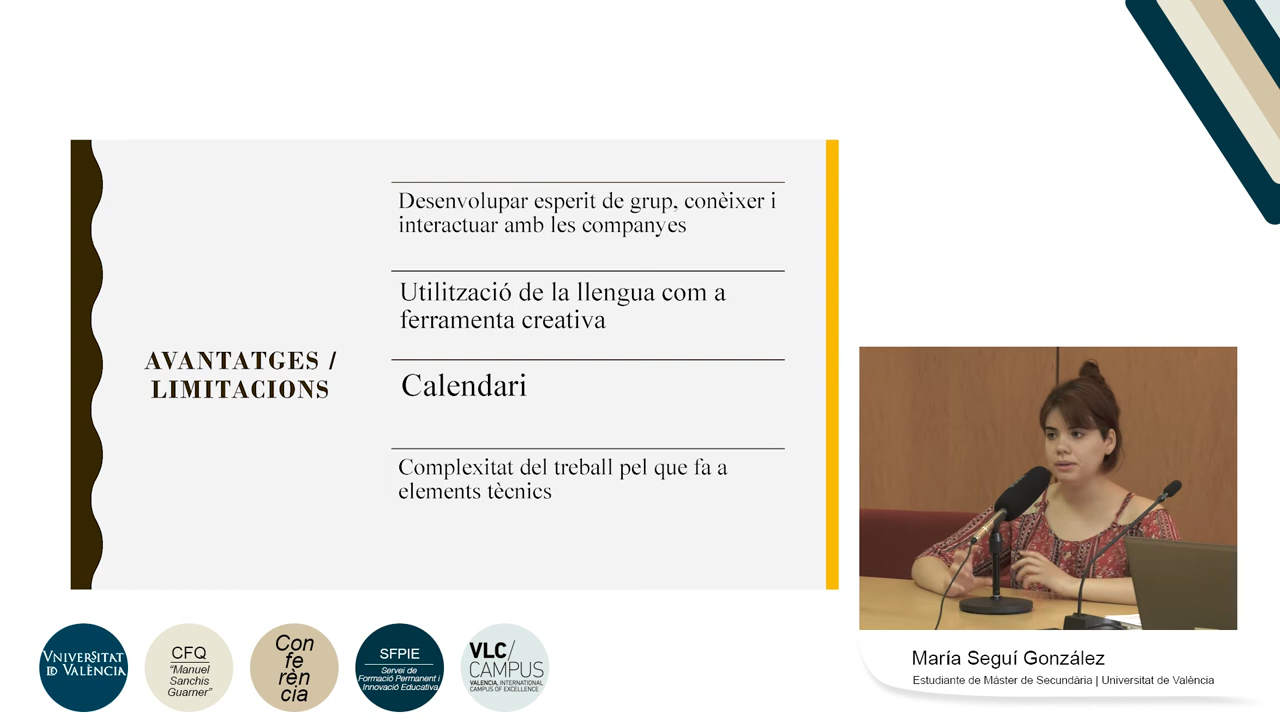 Desenvolupar esperit de grup, conèixer i
interactuar amb les companyes
Utilització de la llengua com a
ferramenta creativa
AVANTATGES /
LIMITACIONS
Calendari
Complexitat del treball pel que fa a
elements tècnics
VNIVERSITAT
ID VALÈNCIA
CFQ
"Manuel
Sanchis
Guarner"
Con
fe
rèn
cia
SFPIE
Servei de
Formació Permanent i
Innovació Educativa
VLC/
CAMPUS
VALENCIA, INTERNATIONAL
CAMPUS OF EXCELLENCE
María Seguí González
Estudiante de Máster de Secundária | Universitat de València